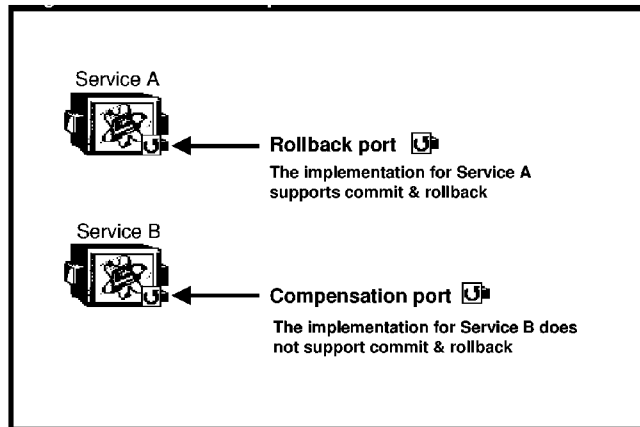 Service A
Rollback port
The implementation for Service A
supports commit & rollback
Service B
Compensation port
The implementation for Service B does
not support commit & rollback